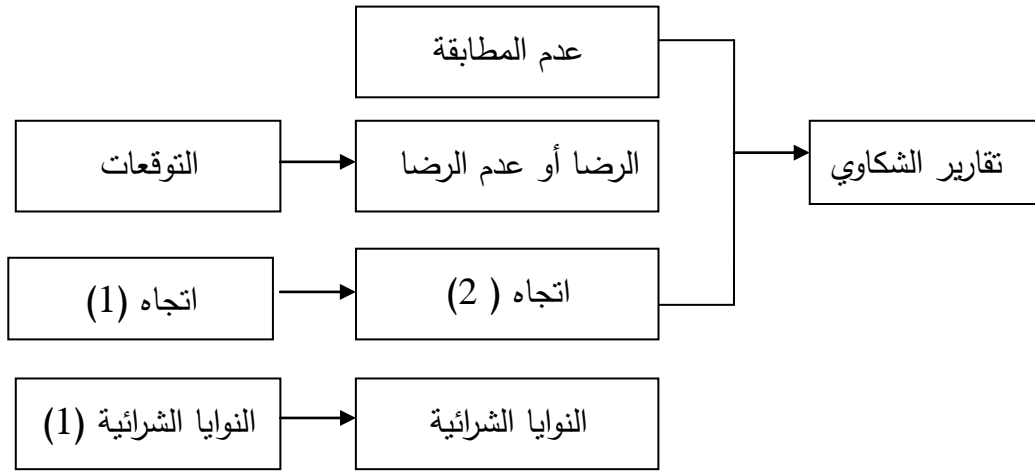 عدم المطابقة
التوقعات
الرضا أو عدم الرضا
تقارير الشكاوي
اتجاه (1)
اتجاه ( 2)
النوايا الشرائية (1)
النوايا الشرائية